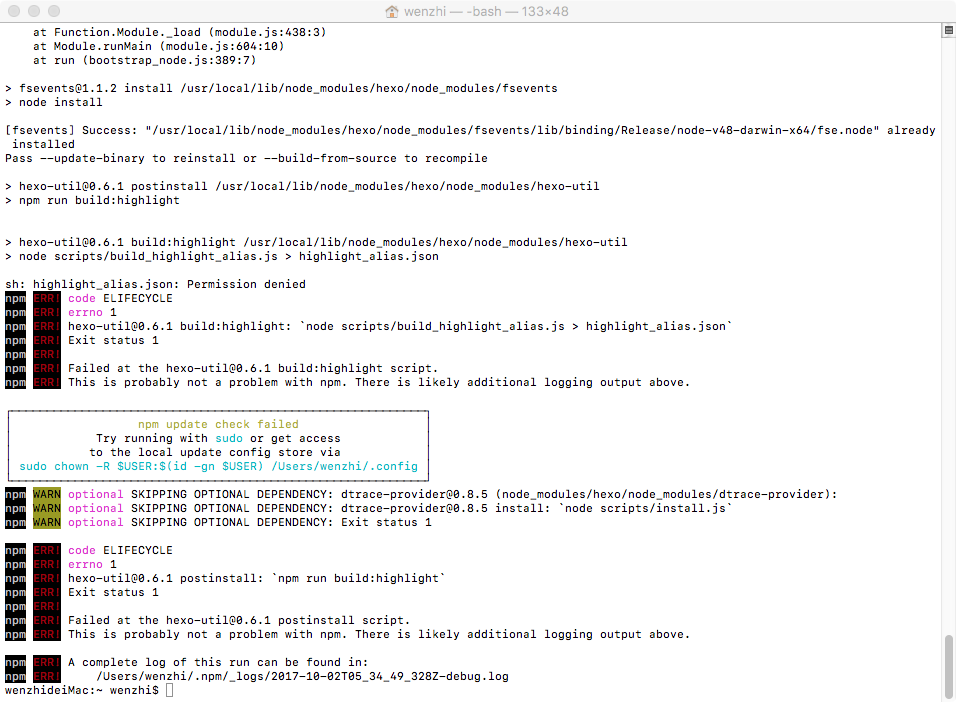 wenzhi — -bash — 133×48
at Function.Module._load (module.js:438:3)
at Module.runMain (module.js:604:10)
at run (bootstrap_node.js:389:7)
> fsevents@1.1.2 install /usr/local/lib/node_modules/hexo/node_modules/fsevents
> node install
[fsevents] Success: "/usr/local/lib/node_modules/hexo/node_modules/fsevents/lib/binding/Release/node-v48-darwin-x64/fse.node" already
installed
Pass --update-binary to reinstall or --build-from-source to recompile
> hexo-util@0.6.1 postinstall /usr/local/lib/node_modules/hexo/node_modules/hexo-util
> npm run build:highlight
> hexo-util@0.6.1 build:highlight /usr/local/lib/node_modules/hexo/node_modules/hexo-util
> node scripts/build_highlight_alias.js > highlight_alias.json
sh: highlight_alias.json: Permission denied
npm ERR! code ELIFECYCLE
npm ERR! errno 1
npm ERR! hexo-util@0.6.1 build:highlight: `node scripts/build_highlight_alias.js > highlight_alias.json`
npm ERR! Exit status 1
npm ERR!
npm ERR! Failed at the hexo-util@0.6.1 build:highlight script.
npm ERR! This is probably not a problem with npm. There is likely additional logging output above.
npm update check failed
Try running with sudo or get access
to the local update config store via
sudo chown -R $USER:$(id -gn $USER) /Users/wenzhi/.config
npm WARN optional SKIPPING OPTIONAL DEPENDENCY: dtrace-provider@0.8.5 (node_modules/hexo/node_modules/dtrace-provider):
npm WARN optional SKIPPING OPTIONAL DEPENDENCY: dtrace-provider@0.8.5 install: `node scripts/install.js`
npm WARN optional SKIPPING OPTIONAL DEPENDENCY: Exit status 1
npm ERR! code ELIFECYCLE
npm ERR! errno 1
npm ERR! hexo-util@0.6.1 postinstall: `npm run build:highlight`
npm ERR! Exit status 1
npm ERR!
npm ERR! Failed at the hexo-util@0.6.1 postinstall script.
npm ERR! This is probably not a problem with npm. There is likely additional logging output above.
npm ERR! A complete log of this run can be found in:
npm ERR!     /Users/wenzhi/.npm/_logs/2017-10-02T05_34_49_328Z-debug.log
wenzhideiMac:~ wenzhi$